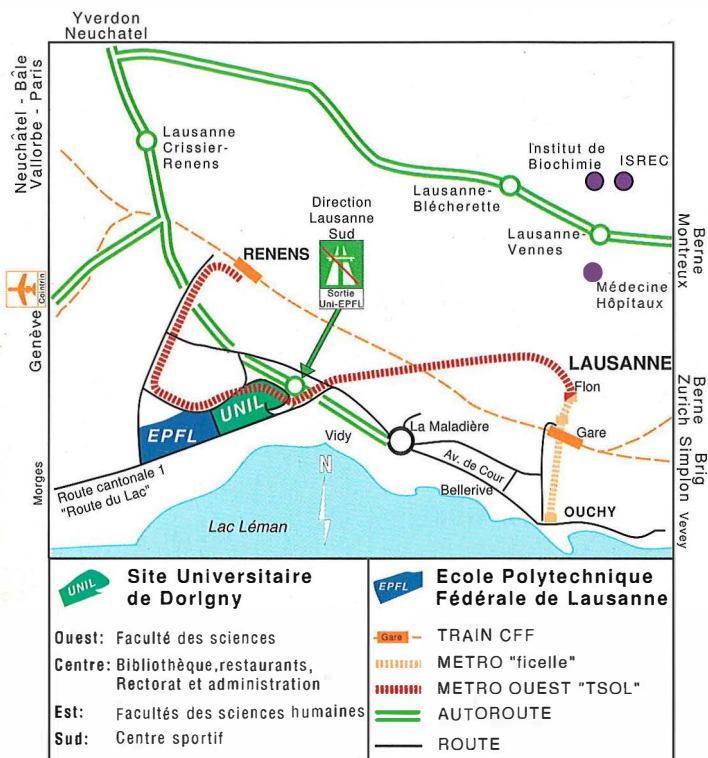 Yverdon
Neuchatel
Neuchâtel - Bâle
Vallorbe - Paris
Lausanne
Crissier-
Renens
Institut de
Biochimie
ISREC
Direction
Lausanne
Sud
Lausanne-
Blécherette
Lausanne-
Vennes
Berne
Montreux
RENENS
Sortie
Uni-EPFL
Médecine
Hôpitaux
Cointrin
Genève
LAUSANNE
Flon
Berne
Zurich
Brig
Simplon
Vevey
UNIL
EPFL
La Maladière
Gare
Vidy
Av. de Cour
Bellerive
OUCHY
Morges
Route cantonale 1
"Route du Lac"
N
Lac Léman
UNIL
Site Universitaire
de Dorigny
Ouest: Faculté des sciences
Centre: Bibliothèque,restaurants,
Rectorat et administration
Est: Facultés des sciences humaines
Sud: Centre sportif
EPFL
Ecole Polytechnique
Fédérale de Lausanne
Gare TRAIN CFF
METRO "ficelle"
METRO OUEST "TSOL"
AUTOROUTE
ROUTE